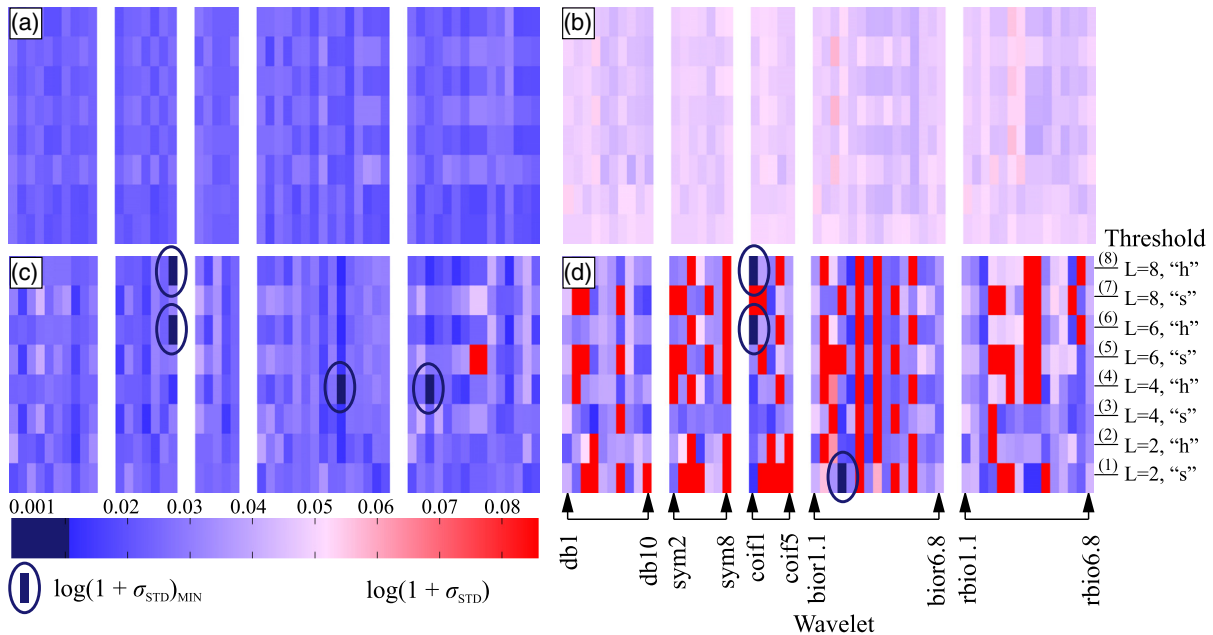 (a)
(b)
(c)
(d)
Threshold
(8) L=8, “h”
(7) L=8, “s”
(6) L=6, “h”
(5) L=6, “s”
(4) L=4, “h”
(3) L=4, “s”
(2) L=2, “h”
(1) L=2, “s”
0.001 0.02 0.03 0.04 0.05 0.06 0.07 0.08
log(1 + σSTD)MIN
log(1 + σSTD)
db1
db10
sym2
sym8
coif1
coif5
bior1.1
bior6.8
rbio1.1
rbio6.8
Wavelet